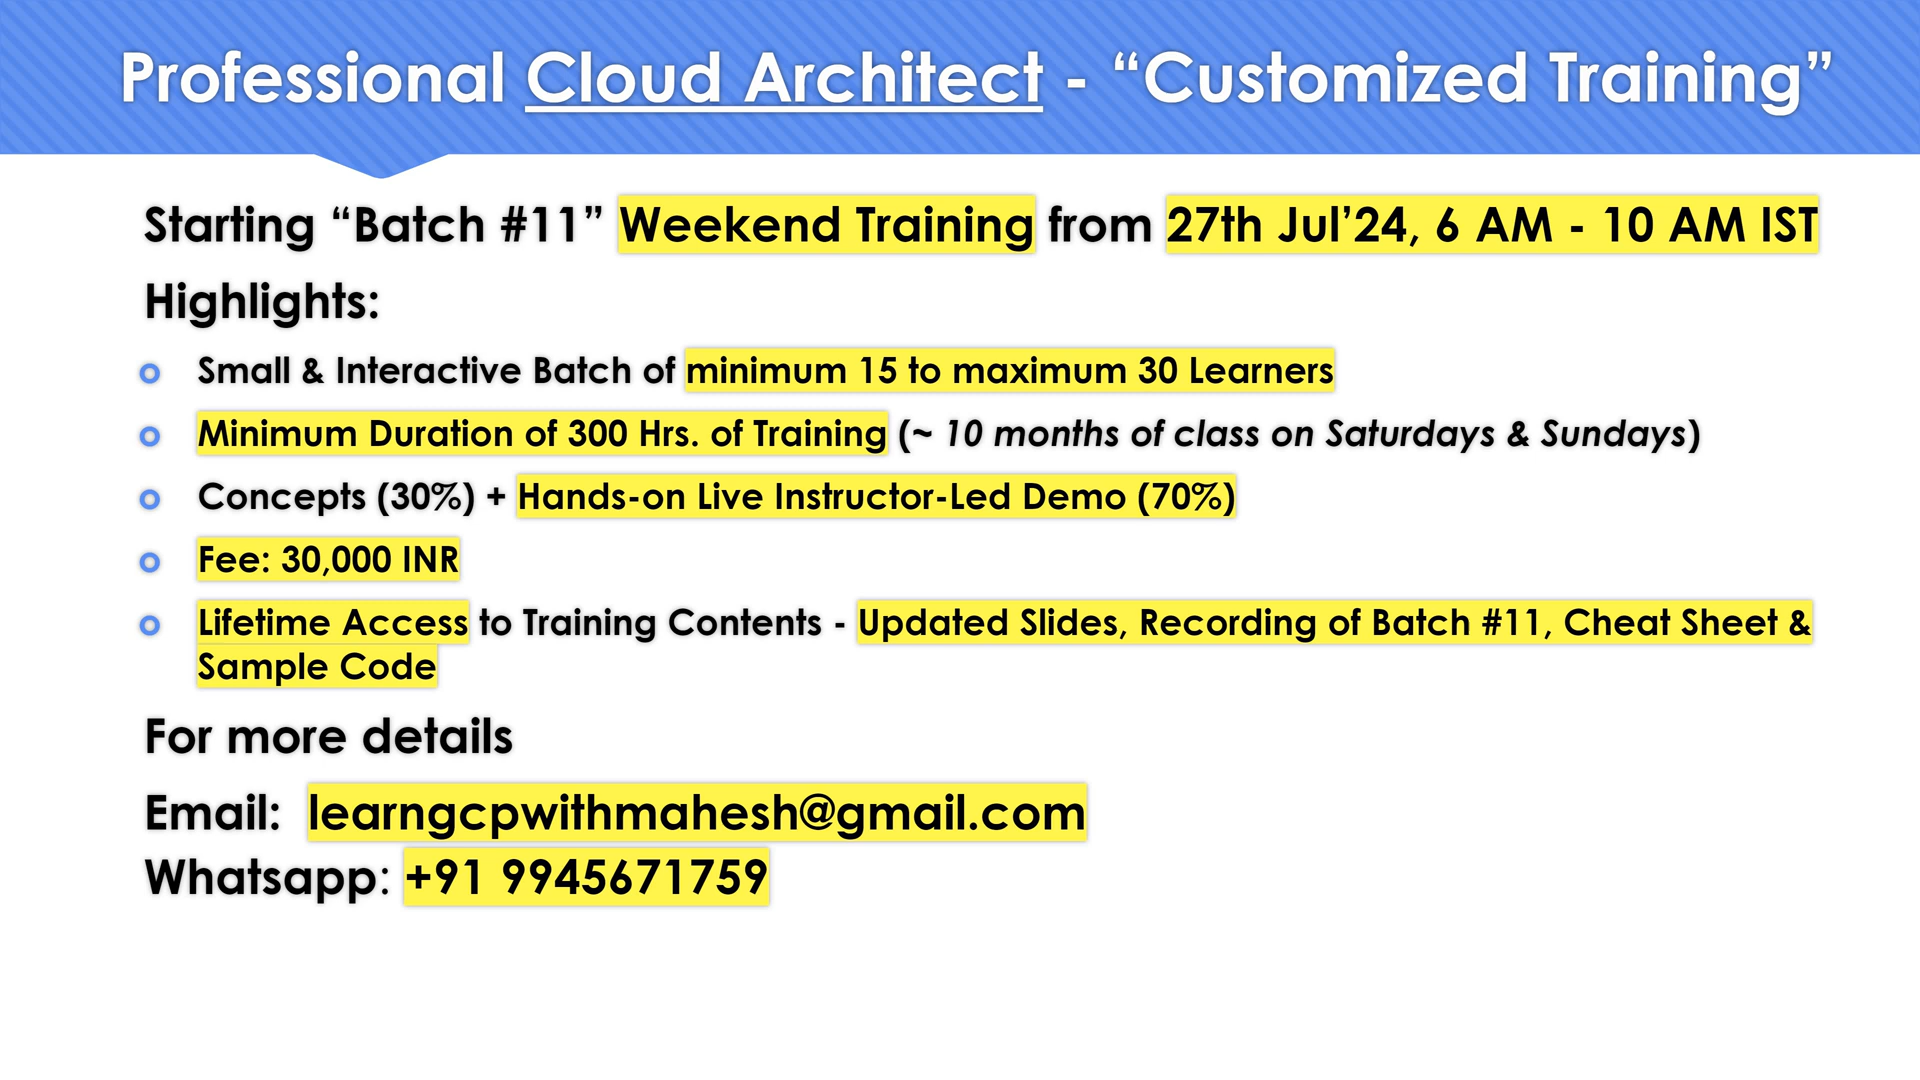 Professional Cloud Architect - “Customized Training”
Starting “Batch #11” Weekend Training from 27th Jul’24, 6 AM - 10 AM IST
Highlights:
Small & Interactive Batch of minimum 15 to maximum 30 Learners
Minimum Duration of 300 Hrs. of Training (~ 10 months of class on Saturdays & Sundays)
Concepts (30%) + Hands-on Live Instructor-Led Demo (70%)
Fee: 30,000 INR
Lifetime Access to Training Contents - Updated Slides, Recording of Batch #11, Cheat Sheet &
Sample Code
For more details
Email: learngcpwithmahesh@gmail.com
Whatsapp: +91 9945671759